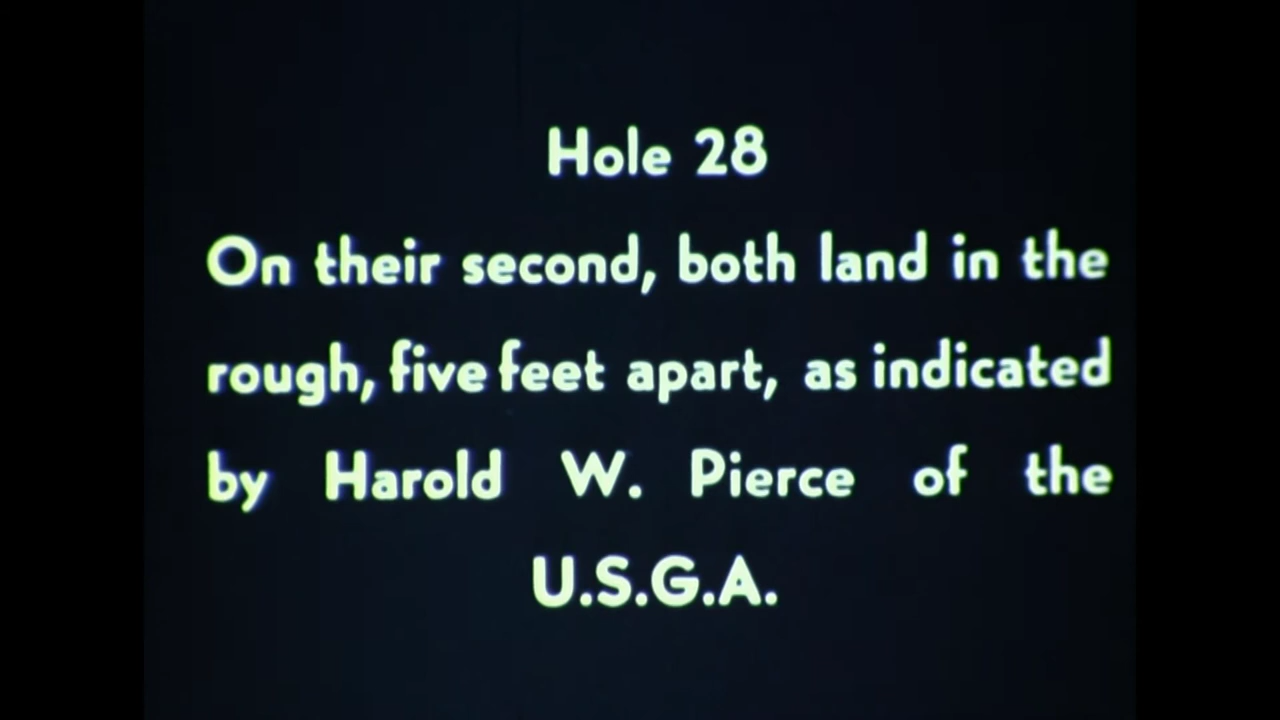 Hole 28
On their second, both land in the
rough, five feet apart, as indicated
by Harold W. Pierce of the
U.S.G.A.